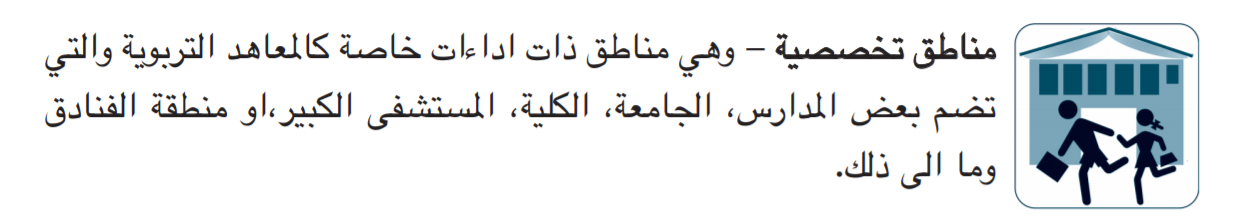 مناطق تخصصية – وهي مناطق ذات اداءات خاصة كالمعاهد التربوية والتي
تضم بعض المدارس، الجامعة، الكلية، المستشفى الكبير،او منطقة الفنادق
وما الى ذلك.